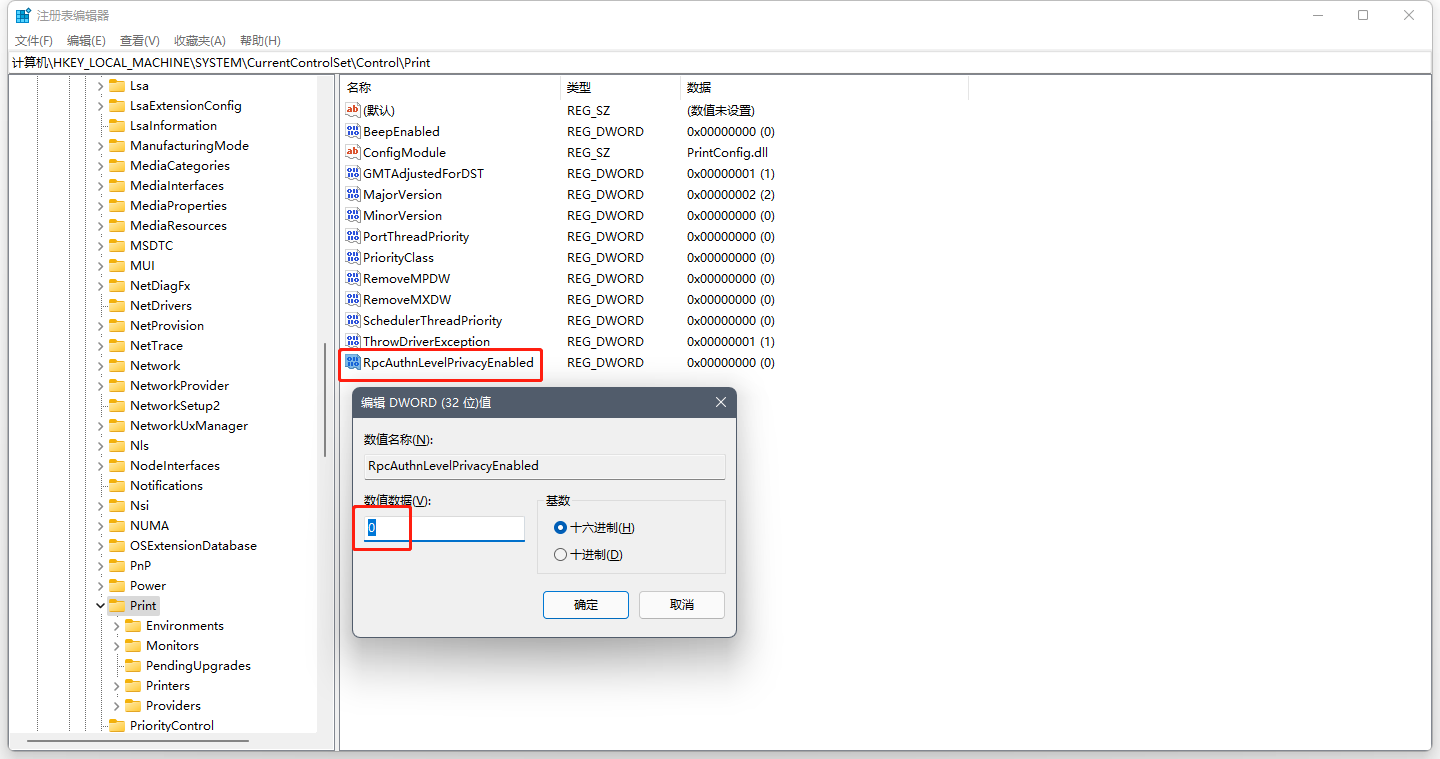 注册表编辑器
文件(F) 编辑(E) 查看(V) 收藏夹(A) 帮助(H)
计算机\HKEY_LOCAL_MACHINE\SYSTEM\CurrentControlSet\Control\Print
Lsa
LsaExtensionConfig
LsaInformation
ManufacturingMode
MediaCategories
MediaInterfaces
MediaProperties
MediaResources
MSDTC
MUI
NetDiagFx
NetDrivers
NetProvision
NetTrace
Network
NetworkProvider
NetworkSetup2
NetworkUxManager
Nls
NodeInterfaces
Notifications
Nsi
NUMA
OSExtensionDatabase
PnP
Power
Print
Environments
Monitors
PendingUpgrades
Printers
Providers
PriorityControl
名称 类型 数据
(默认) REG_SZ (数值未设置)
BeepEnabled REG_DWORD 0x00000000 (0)
ConfigModule REG_SZ PrintConfig.dll
GMTAdjustedForDST REG_DWORD 0x00000001 (1)
MajorVersion REG_DWORD 0x00000002 (2)
MinorVersion REG_DWORD 0x00000000 (0)
PortThreadPriority REG_DWORD 0x00000000 (0)
PriorityClass REG_DWORD 0x00000000 (0)
RemoveMPDW REG_DWORD 0x00000000 (0)
RemoveMXDW REG_DWORD 0x00000000 (0)
SchedulerThreadPriority REG_DWORD 0x00000000 (0)
ThrowDriverException REG_DWORD 0x00000001 (1)
RpcAuthnLevelPrivacyEnabled REG_DWORD 0x00000000 (0)
编辑 DWORD (32 位)值
数值名称(N):
RpcAuthnLevelPrivacyEnabled
数值数据(V): 基数
0 十六进制(H)
十进制(D)
确定 取消